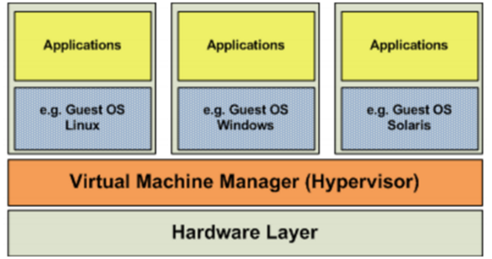 Applications
Applications
Applications
e.g. Guest OS
Linux
e.g. Guest OS
Windows
e.g. Guest OS
Solaris
Virtual Machine Manager (Hypervisor)
Hardware Layer